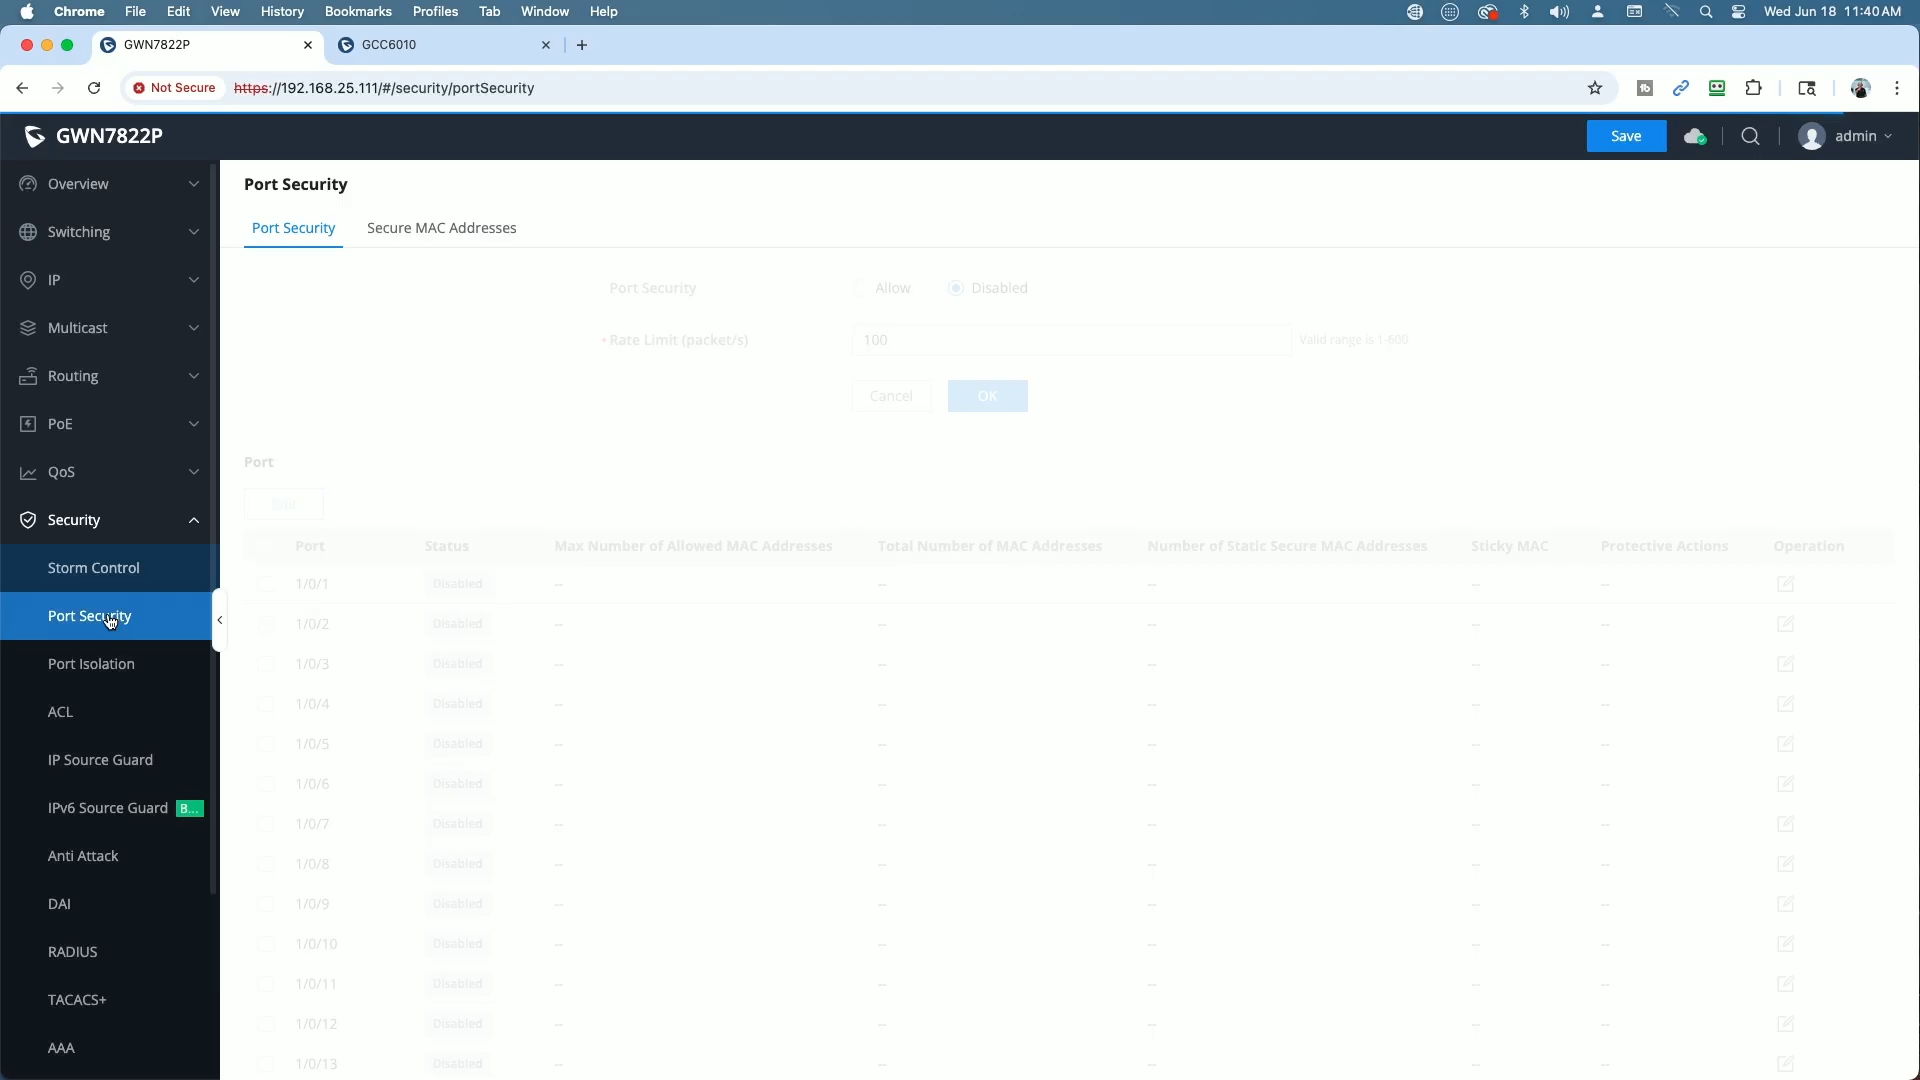 Chrome File Edit View History Bookmarks Profiles Tab Window Help Wed Jun 18 11:40 AM
GWN7822P GCC6010
Not Secure https://192.168.25.111/#/security/portSecurity
GWN7822P Save admin
Overview
Switching
IP
Multicast
Routing
PoE
QoS
Security
Storm Control
Port Security
Port Isolation
ACL
IP Source Guard
IPv6 Source Guard B...
Anti Attack
DAI
RADIUS
TACACS+
AAA
Port Security
Port Security Secure MAC Addresses
Port Security Allow Disabled
* Rate Limit (packet/s) 100 Valid range is 1-600
Cancel OK
Port
Edit
Port Status Max Number of Allowed MAC Addresses Total Number of MAC Addresses Number of Static Secure MAC Addresses Sticky MAC Protective Actions Operation
1/0/1 Disabled -- -- -- -- --
1/0/2 Disabled -- -- -- -- --
1/0/3 Disabled -- -- -- -- --
1/0/4 Disabled -- -- -- -- --
1/0/5 Disabled -- -- -- -- --
1/0/6 Disabled -- -- -- -- --
1/0/7 Disabled -- -- -- -- --
1/0/8 Disabled -- -- -- -- --
1/0/9 Disabled -- -- -- -- --
1/0/10 Disabled -- -- -- -- --
1/0/11 Disabled -- -- -- -- --
1/0/12 Disabled -- -- -- -- --
1/0/13 Disabled -- -- -- -- --